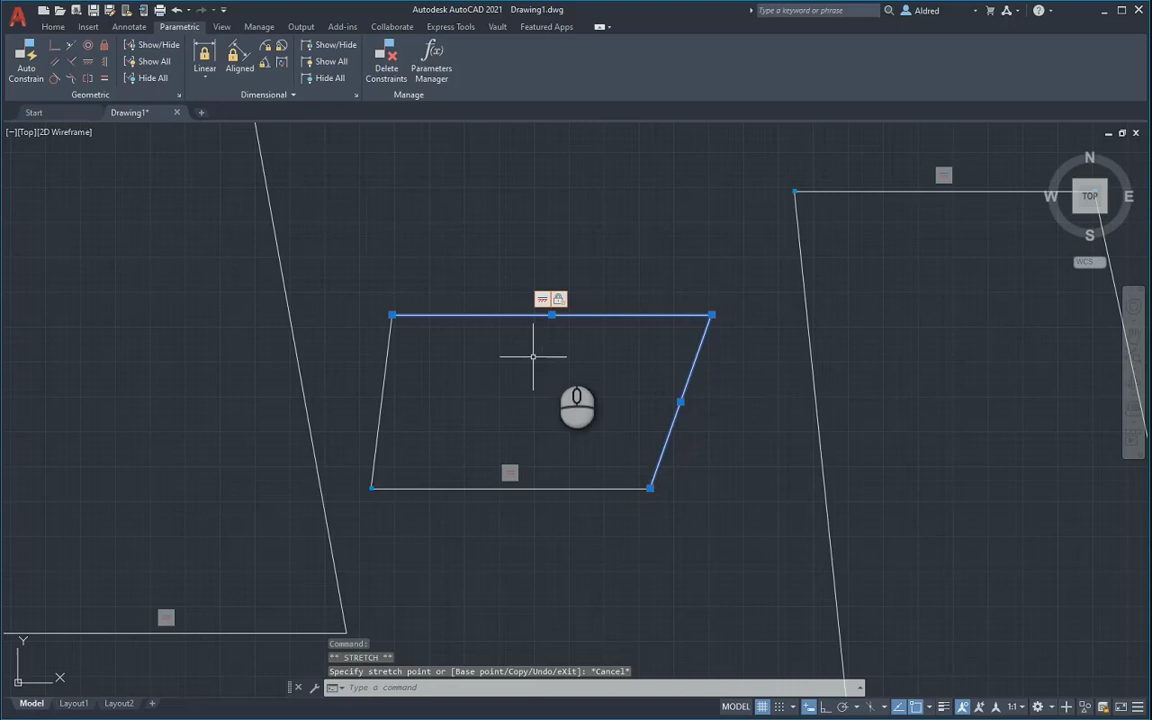 Autodesk AutoCAD 2021 Drawing1.dwg
Type a keyword or phrase
Aldred
Home Insert Annotate Parametric View Manage Output Add-ins Collaborate Express Tools Vault Featured Apps
Auto Constrain
Show/Hide
Show All
Hide All
Linear
Aligned
Show/Hide
Show All
Hide All
Delete Constraints
f(x)
Parameters Manager
Geometric
Dimensional
Manage
Start
Drawing1*
[−][Top][2D Wireframe]
N
W TOP E
S
WCS
Y
X
Command:
** STRETCH **
Specify stretch point or [Base point/Copy/Undo/eXit]: *Cancel*
Type a command
Model Layout1 Layout2
MODEL
1:1